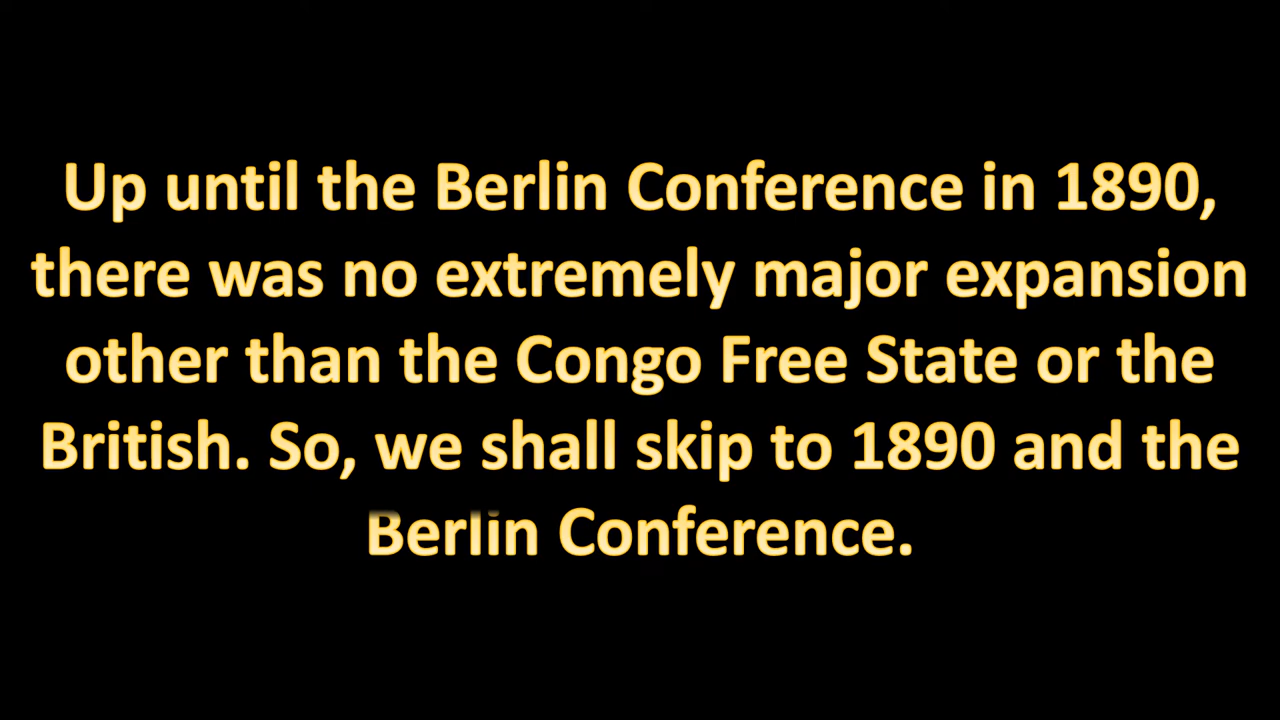 Up until the Berlin Conference in 1890,
there was no extremely major expansion
other than the Congo Free State or the
British. So, we shall skip to 1890 and the
Berlin Conference.